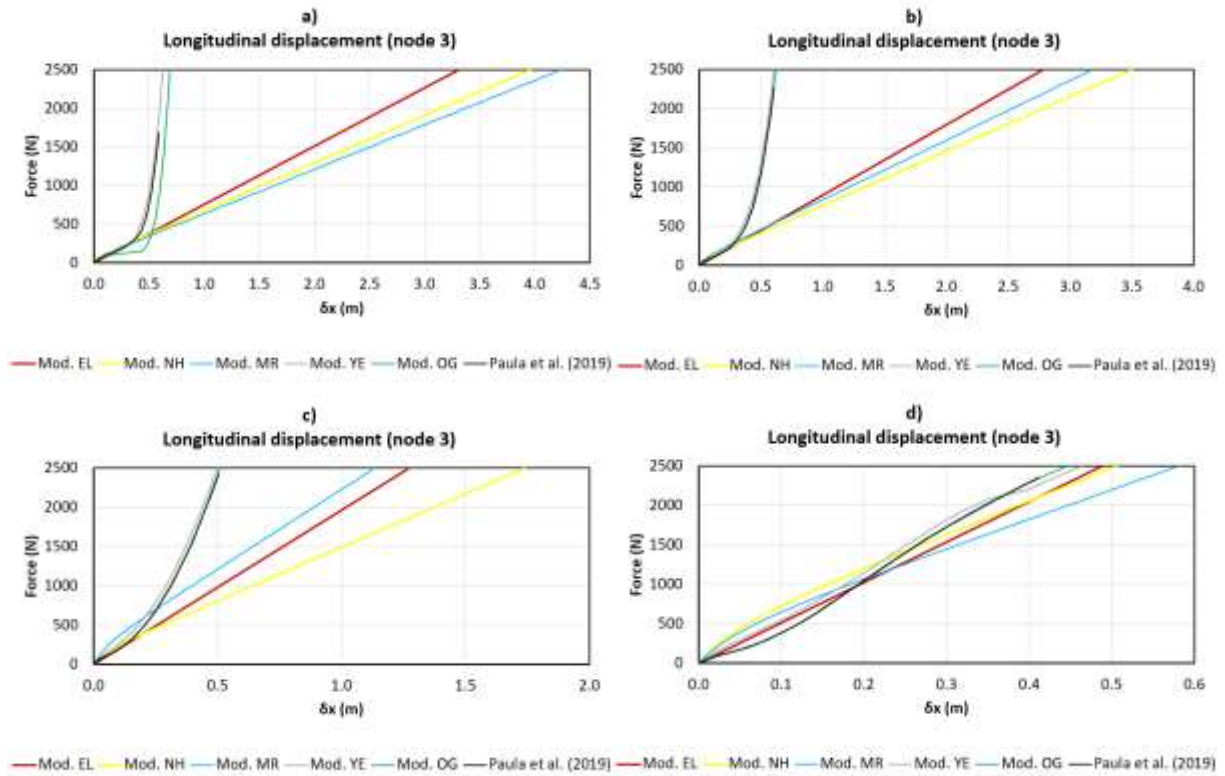 a)
Longitudinal displacement (node 3)
2500
2000
1500
1000
500
0
Force (N)
0.0 0.5 1.0 1.5 2.0 2.5 3.0 3.5 4.0 4.5
δx (m)
Mod. EL Mod. NH Mod. MR Mod. YE Mod. OG Paula et al. (2019)
b)
Longitudinal displacement (node 3)
2500
2000
1500
1000
500
0
Force (N)
0.0 0.5 1.0 1.5 2.0 2.5 3.0 3.5 4.0
δx (m)
Mod. EL Mod. NH Mod. MR Mod. YE Mod. OG Paula et al. (2019)
c)
Longitudinal displacement (node 3)
2500
2000
1500
1000
500
0
Force (N)
0.0 0.5 1.0 1.5 2.0
δx (m)
Mod. EL Mod. NH Mod. MR Mod. YE Mod. OG Paula et al. (2019)
d)
Longitudinal displacement (node 3)
2500
2000
1500
1000
500
0
Force (N)
0.0 0.1 0.2 0.3 0.4 0.5 0.6
δx (m)
Mod. EL Mod. NH Mod. MR Mod. YE Mod. OG Paula et al. (2019)